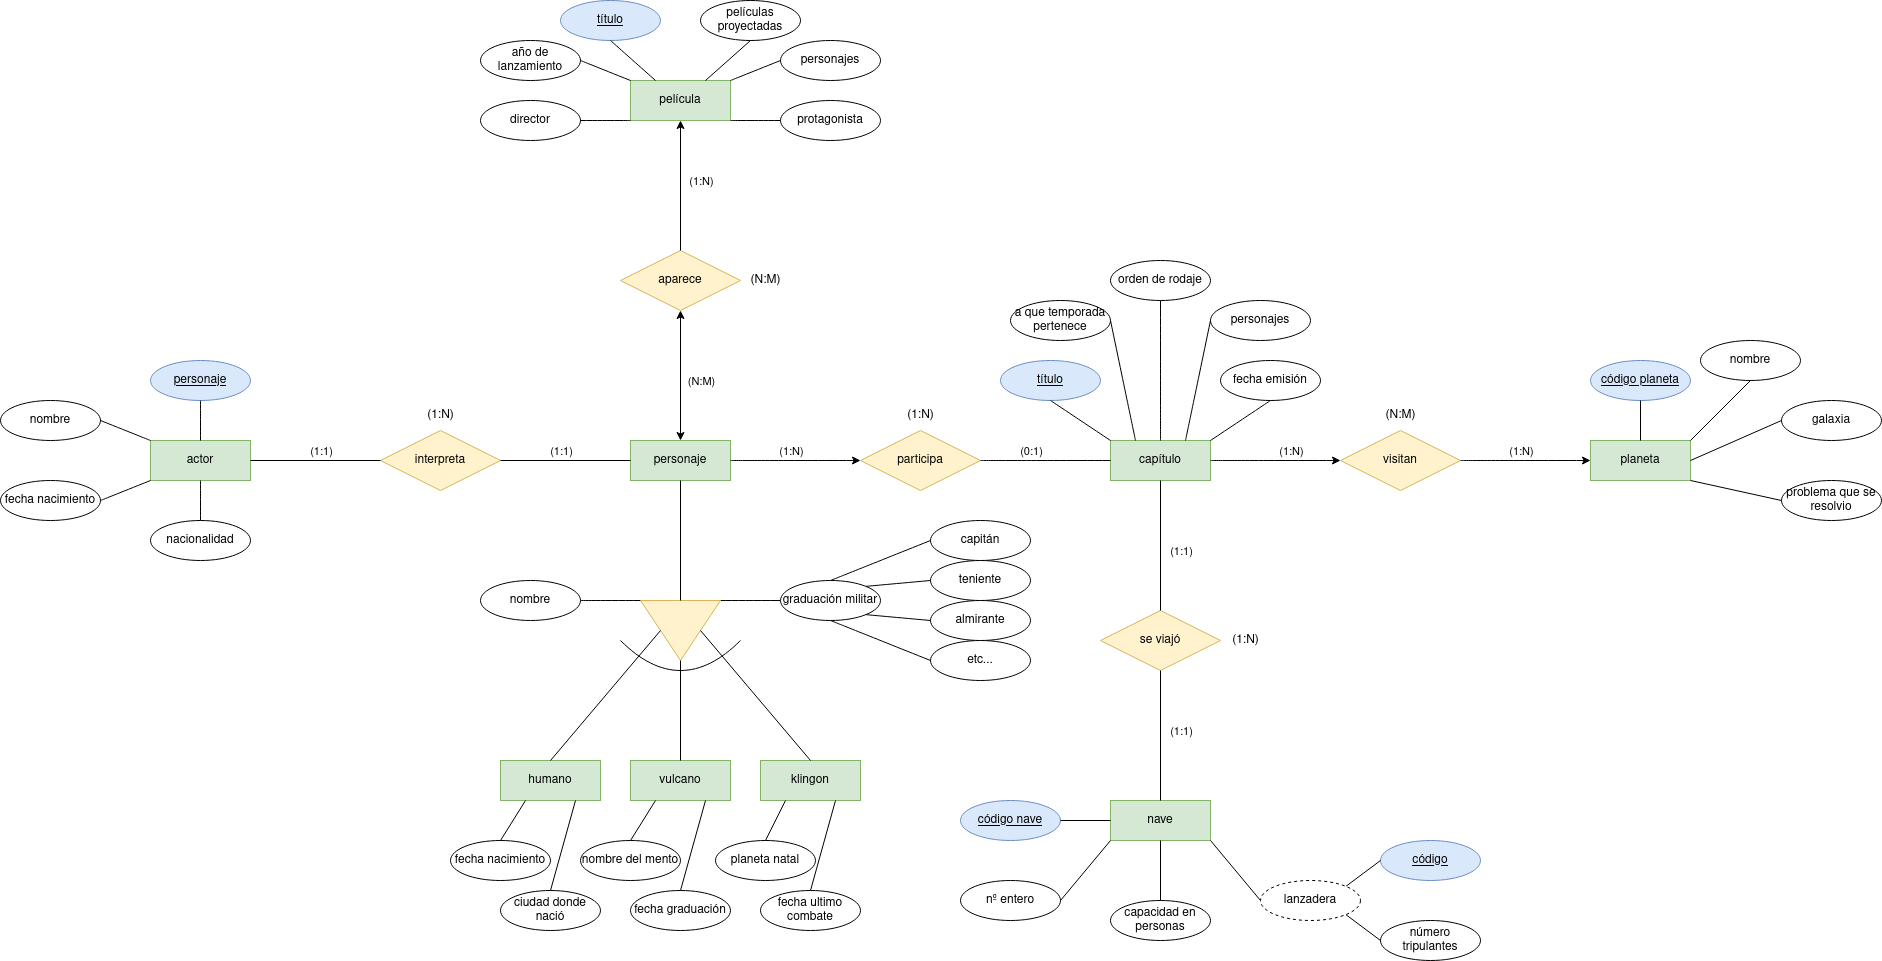 título
películas
proyectadas
año de
lanzamiento
personajes
película
director
protagonista
(1:N)
aparece
(N:M)
(N:M)
orden de rodaje
a que temporada
pertenece
personajes
título
fecha emisión
nombre
código planeta
personaje
nombre
galaxia
(1:N)
(1:N)
(N:M)
actor
(1:1)
interpreta
(1:1)
personaje
(1:N)
participa
(0:1)
capítulo
(1:N)
visitan
(1:N)
planeta
fecha nacimiento
problema que se
resolvio
nacionalidad
capitán
(1:1)
teniente
nombre
graduación militar
almirante
etc...
se viajó
(1:N)
(1:1)
humano
vulcano
klingon
código nave
nave
fecha nacimiento
nombre del mento
planeta natal
código
ciudad donde
nació
fecha graduación
fecha ultimo
combate
nº entero
capacidad en
personas
lanzadera
número
tripulantes